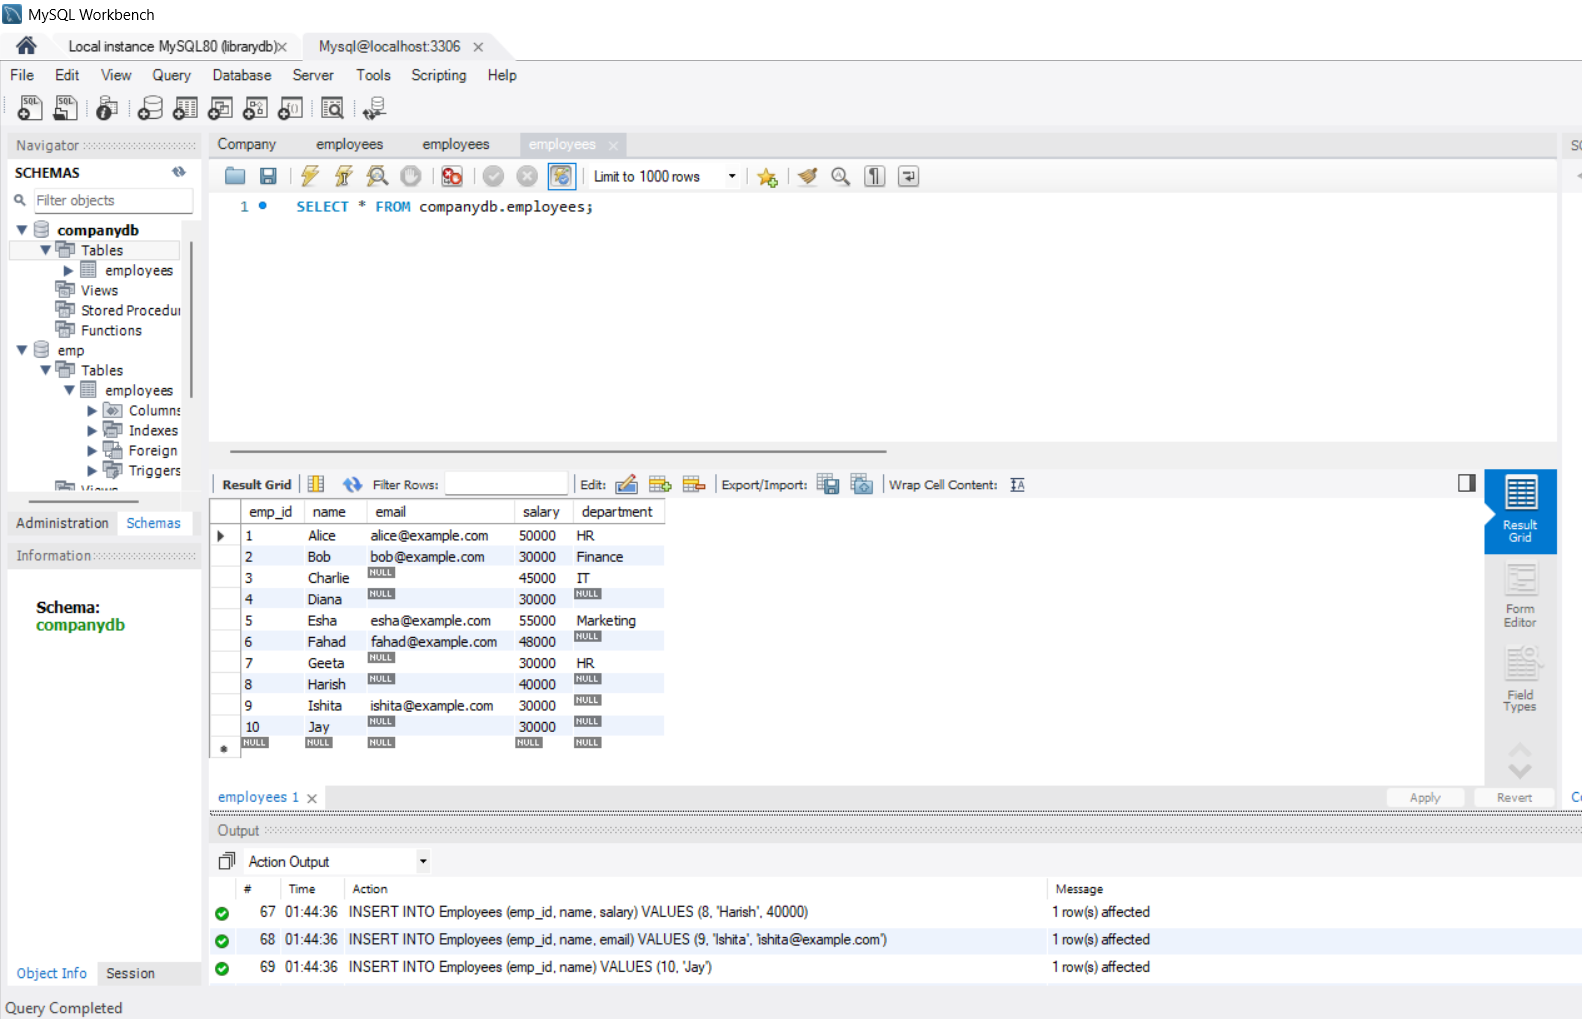 MySQL Workbench
Local instance MySQL80 (librarydb)
Mysql@localhost:3306
File Edit View Query Database Server Tools Scripting Help
Navigator
SCHEMAS
Filter objects
companydb
Tables
employees
Views
Stored Procedu
Functions
emp
Tables
employees
Columns
Indexes
Foreign
Triggers
Views
Administration Schemas
Information
Schema:
companydb
Object Info Session
Company employees employees employees
Limit to 1000 rows
1 SELECT * FROM companydb.employees;
Result Grid Filter Rows: Edit: Export/Import: Wrap Cell Content:
emp_id name email salary department
1 Alice alice@example.com 50000 HR
2 Bob bob@example.com 30000 Finance
3 Charlie NULL 45000 IT
4 Diana NULL 30000 NULL
5 Esha esha@example.com 55000 Marketing
6 Fahad fahad@example.com 48000 NULL
7 Geeta NULL 30000 HR
8 Harish NULL 40000 NULL
9 Ishita ishita@example.com 30000 NULL
10 Jay NULL 30000 NULL
NULL NULL NULL NULL NULL
Result
Grid
Form
Editor
Field
Types
employees 1
Apply Revert
Output
Action Output
# Time Action Message
67 01:44:36 INSERT INTO Employees (emp_id, name, salary) VALUES (8, 'Harish', 40000) 1 row(s) affected
68 01:44:36 INSERT INTO Employees (emp_id, name, email) VALUES (9, 'Ishita', 'ishita@example.com') 1 row(s) affected
69 01:44:36 INSERT INTO Employees (emp_id, name) VALUES (10, 'Jay') 1 row(s) affected
Query Completed